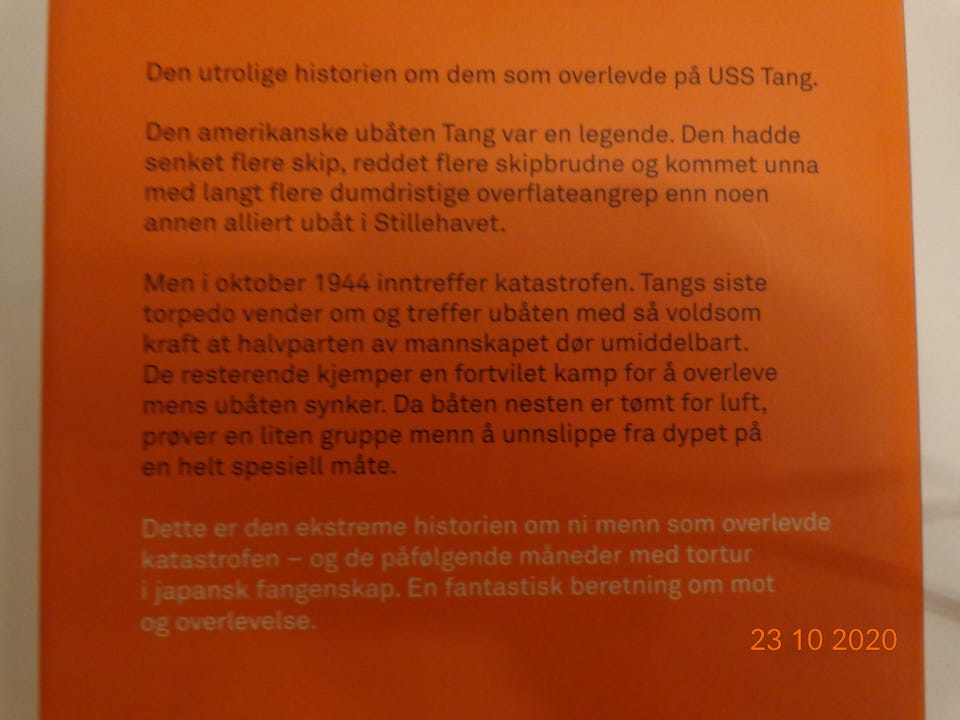 Den utrolige historien om dem som overlevde på USS Tang.
Den amerikanske ubåten Tang var en legende. Den hadde
senket flere skip, reddet flere skipbrudne og kommet unna
med langt flere dumdristige overflateangrep enn noen
annen alliert ubåt i Stillehavet.
Men i oktober 1944 inntreffer katastrofen. Tangs siste
torpedo vender om og treffer ubåten med så voldsom
kraft at halvparten av mannskapet dør umiddelbart.
De resterende kjemper en fortvilet kamp for å overleve
mens ubåten synker. Da båten nesten er tømt for luft,
prøver en liten gruppe menn å unnslippe fra dypet på
en helt spesiell måte.
Dette er den ekstreme historien om ni menn som overlevde
katastrofen – og de påfølgende måneder med tortur
i japansk fangenskap. En fantastisk beretning om mot
og overlevelse.
23 10 2020